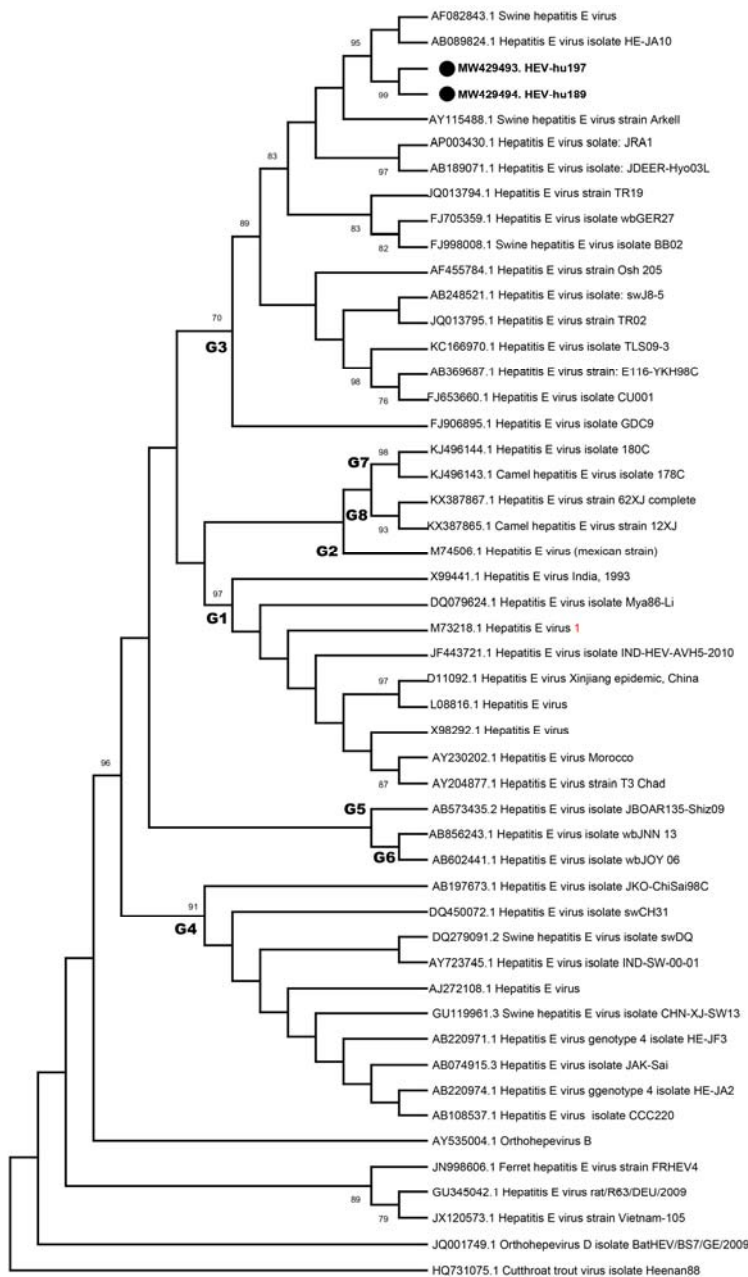 AF082843.1 Swine hepatitis E virus
95
AB089824.1 Hepatitis E virus isolate HE-JA10
MW429493. HEV-hu197
99
MW429494. HEV-hu189
AY115488.1 Swine hepatitis E virus strain Arkell
AP003430.1 Hepatitis E virus solate: JRA1
83
97
AB189071.1 Hepatitis E virus isolate: JDEER-Hyo03L
JQ013794.1 Hepatitis E virus strain TR19
89
FJ705359.1 Hepatitis E virus isolate wbGER27
83
82
FJ998008.1 Swine hepatitis E virus isolate BB02
AF455784.1 Hepatitis E virus strain Osh 205
AB248521.1 Hepatitis E virus isolate: swJ8-5
70
JQ013795.1 Hepatitis E virus strain TR02
G3
KC166970.1 Hepatitis E virus isolate TLS09-3
98
AB369687.1 Hepatitis E virus strain: E116-YKH98C
76
FJ653660.1 Hepatitis E virus isolate CU001
FJ906895.1 Hepatitis E virus isolate GDC9
98
KJ496144.1 Hepatitis E virus isolate 180C
G7
KJ496143.1 Camel hepatitis E virus isolate 178C
KX387867.1 Hepatitis E virus strain 62XJ complete
G8
93
KX387865.1 Camel hepatitis E virus strain 12XJ
G2
M74506.1 Hepatitis E virus (mexican strain)
97
X99441.1 Hepatitis E virus India, 1993
G1
DQ079624.1 Hepatitis E virus isolate Mya86-Li
M73218.1 Hepatitis E virus 1
JF443721.1 Hepatitis E virus isolate IND-HEV-AVH5-2010
97
D11092.1 Hepatitis E virus Xinjiang epidemic, China
L08816.1 Hepatitis E virus
X98292.1 Hepatitis E virus
AY230202.1 Hepatitis E virus Morocco
96
87
AY204877.1 Hepatitis E virus strain T3 Chad
G5
AB573435.2 Hepatitis E virus isolate JBOAR135-Shiz09
AB856243.1 Hepatitis E virus isolate wbJNN 13
G6
AB602441.1 Hepatitis E virus isolate wbJOY 06
AB197673.1 Hepatitis E virus isolate JKO-ChiSai98C
91
G4
DQ450072.1 Hepatitis E virus isolate swCH31
DQ279091.2 Swine hepatitis E virus isolate swDQ
AY723745.1 Hepatitis E virus isolate IND-SW-00-01
AJ272108.1 Hepatitis E virus
GU119961.3 Swine hepatitis E virus isolate CHN-XJ-SW13
AB220971.1 Hepatitis E virus genotype 4 isolate HE-JF3
AB074915.3 Hepatitis E virus isolate JAK-Sai
AB220974.1 Hepatitis E virus ggenotype 4 isolate HE-JA2
AB108537.1 Hepatitis E virus isolate CCC220
AY535004.1 Orthohepevirus B
JN998606.1 Ferret hepatitis E virus strain FRHEV4
89
GU345042.1 Hepatitis E virus rat/R63/DEU/2009
79
JX120573.1 Hepatitis E virus strain Vietnam-105
JQ001749.1 Orthohepevirus D isolate BatHEV/BS7/GE/2009
HQ731075.1 Cutthroat trout virus isolate Heenan88